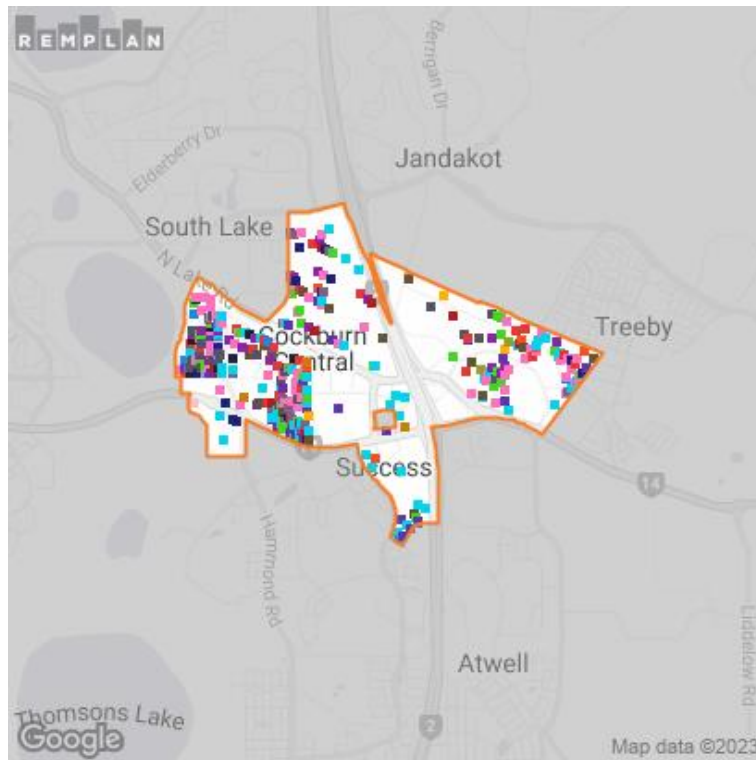 REMPLAN
Berrigan Dr
Elderberry Dr
Jandakot
South Lake
N Lake Rd
Treeby
Cockburn
Central
Success
14
Hammond Rd
Liddelow Rd
Atwell
Thomsons Lake
2
Google
Map data ©2023